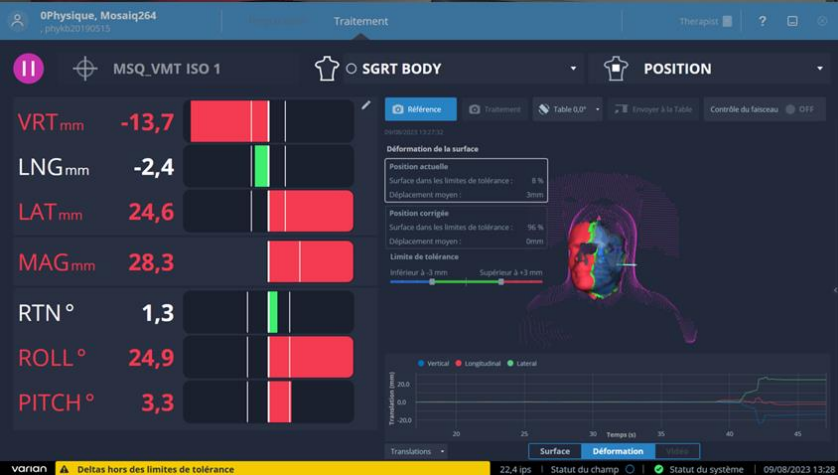 0Physique, Mosaiq264
, phykb20190515
Traitement
Therapist
?
MSQ_VMT ISO 1
SGRT BODY
POSITION
VRT mm -13,7
LNG mm -2,4
LAT mm 24,6
MAG mm 28,3
RTN ° 1,3
ROLL ° 24,9
PITCH ° 3,3
Référence
Traitement
Table 0,0°
Envoyer à la Table
Contrôle du faisceau OFF
09/08/2023 13:27:32
Déformation de la surface
Position actuelle
Surface dans les limites de tolérance : 8 %
Déplacement moyen : 3mm
Position corrigée
Surface dans les limites de tolérance : 96 %
Déplacement moyen : 0mm
Limite de tolérance
Inférieur à -3 mm Supérieur à +3 mm
Vertical Longitudinal Lateral
Translation (mm)
20,0
0,0
-20,0
20 25 30 Temps (s) 35 40 45
Translations
Surface Déformation Vidéo
varian
Deltas hors des limites de tolérance
22,4 ips Statut du champ Statut du système 09/08/2023 13:28